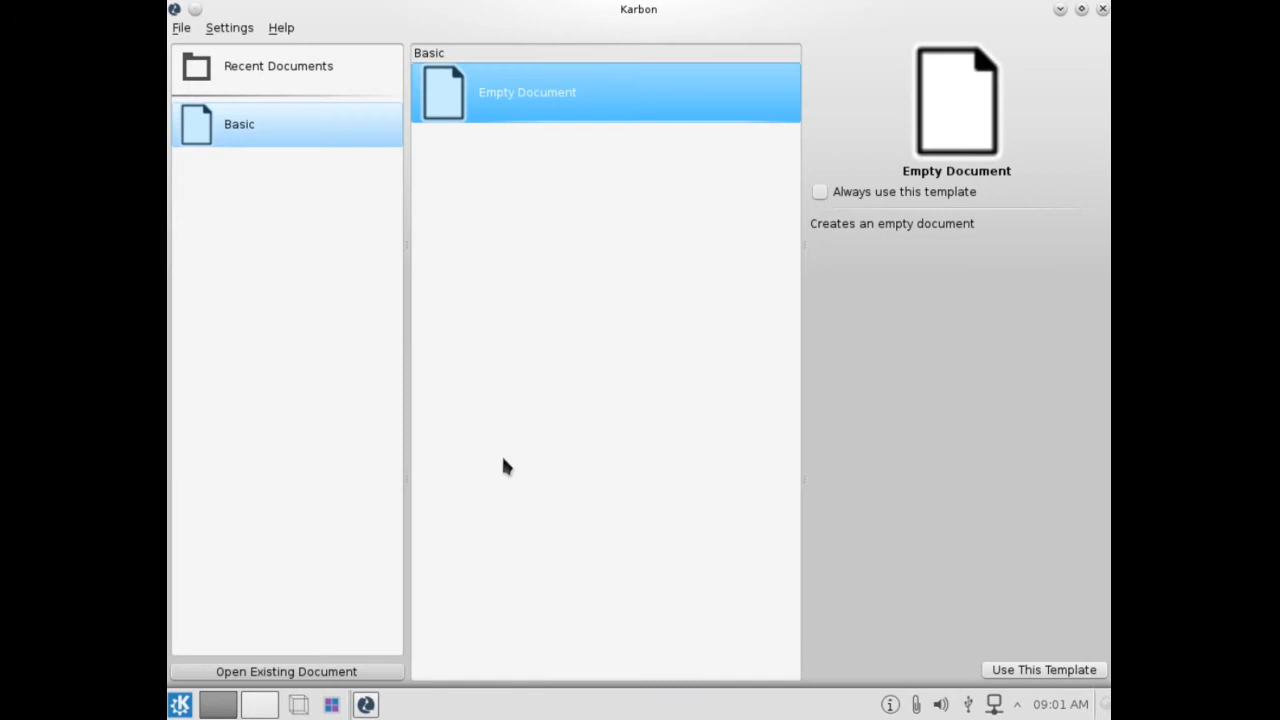 Karbon
File Settings Help
Recent Documents
Basic
Basic
Empty Document
Empty Document
Always use this template
Creates an empty document
Open Existing Document
Use This Template
09:01 AM